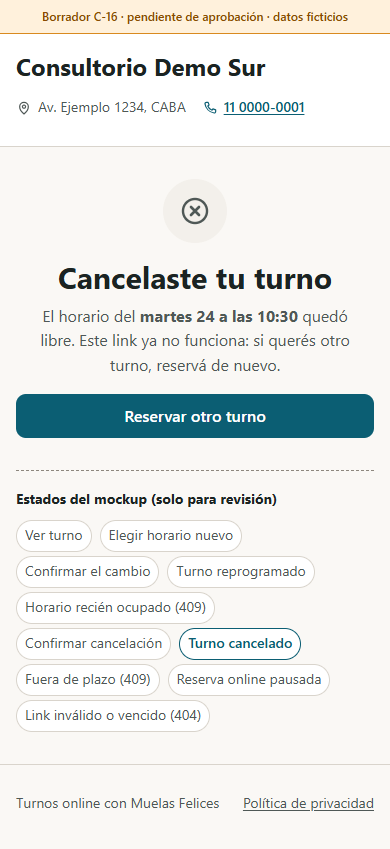 Borrador C-16 · pendiente de aprobación · datos ficticios
Consultorio Demo Sur
Av. Ejemplo 1234, CABA 11 0000-0001
Cancelaste tu turno
El horario del martes 24 a las 10:30 quedó
libre. Este link ya no funciona: si querés otro
turno, reservá de nuevo.
Reservar otro turno
Estados del mockup (solo para revisión)
Ver turno Elegir horario nuevo
Confirmar el cambio Turno reprogramado
Horario recién ocupado (409)
Confirmar cancelación Turno cancelado
Fuera de plazo (409) Reserva online pausada
Link inválido o vencido (404)
Turnos online con Muelas Felices Política de privacidad